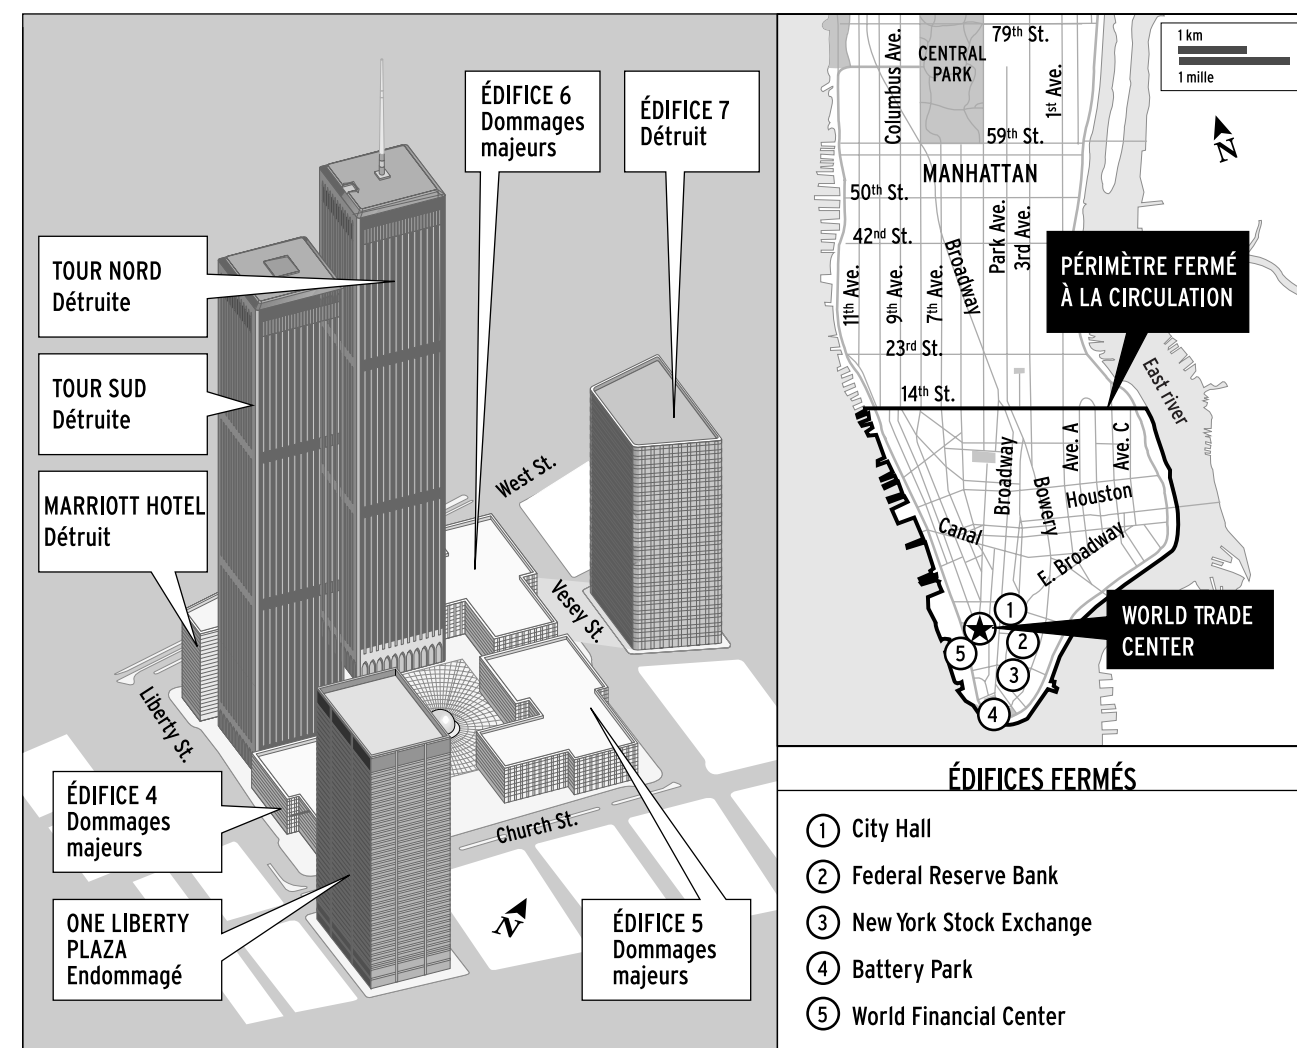 ÉDIFICE 6
Dommages
majeurs
ÉDIFICE 7
Détruit
TOUR NORD
Détruite
TOUR SUD
Détruite
MARRIOTT HOTEL
Détruit
West St.
Vesey St.
Liberty St.
Church St.
ÉDIFICE 4
Dommages
majeurs
ONE LIBERTY
PLAZA
Endommagé
N
ÉDIFICE 5
Dommages
majeurs
79th St.
1 km
1 mille
Columbus Ave.
CENTRAL
PARK
1st Ave.
59th St.
N
MANHATTAN
50th St.
42nd St.
Broadway
Park Ave.
3rd Ave.
PÉRIMÈTRE FERMÉ
À LA CIRCULATION
11th Ave.
9th Ave.
7th Ave.
23rd St.
14th St.
East river
Broadway
Bowery
Ave. A
Ave. C
Houston
Canal
E. Broadway
1
2
3
4
5
WORLD TRADE
CENTER
ÉDIFICES FERMÉS
1 City Hall
2 Federal Reserve Bank
3 New York Stock Exchange
4 Battery Park
5 World Financial Center